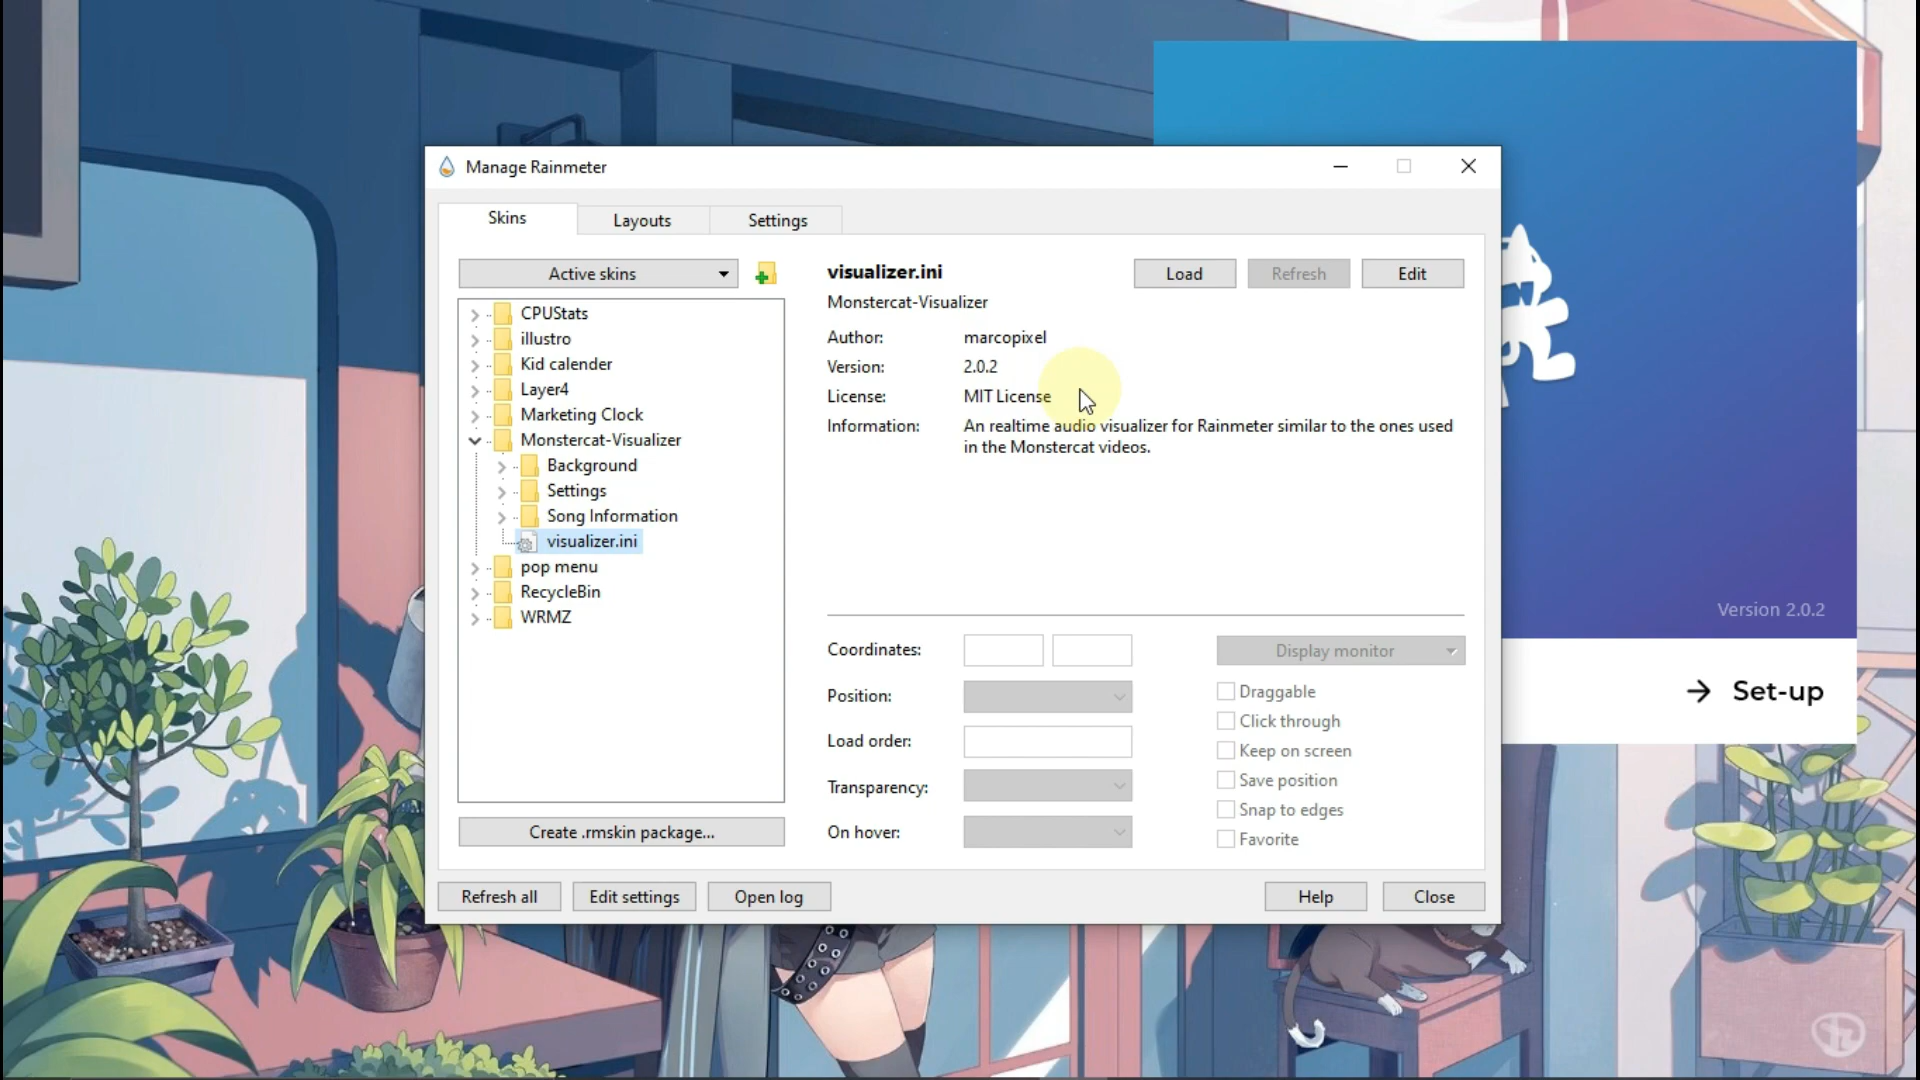 Manage Rainmeter
Skins
Layouts
Settings
Active skins
CPUStats
illustro
Kid calender
Layer4
Marketing Clock
Monstercat-Visualizer
Background
Settings
Song Information
visualizer.ini
pop menu
RecycleBin
WRMZ
Create .rmskin package...
visualizer.ini
Load
Refresh
Edit
Monstercat-Visualizer
Author: marcopixel
Version: 2.0.2
License: MIT License
Information: An realtime audio visualizer for Rainmeter similar to the ones used
in the Monstercat videos.
Coordinates:
Position:
Load order:
Transparency:
On hover:
Display monitor
Draggable
Click through
Keep on screen
Save position
Snap to edges
Favorite
Refresh all
Edit settings
Open log
Help
Close
Version 2.0.2
Set-up